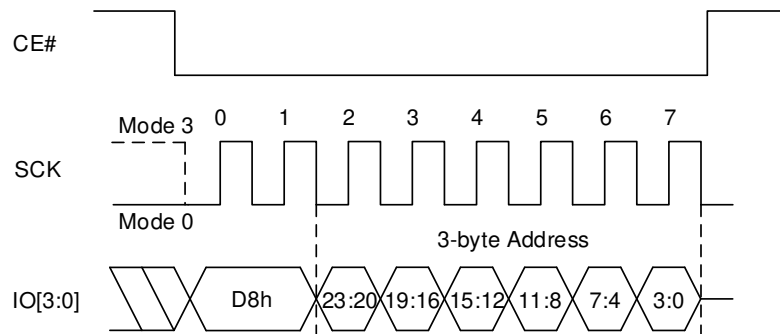 CE#
Mode 3 0 1 2 3 4 5 6 7
SCK
Mode 0
3-byte Address
IO[3:0] D8h 23:20 19:16 15:12 11:8 7:4 3:0